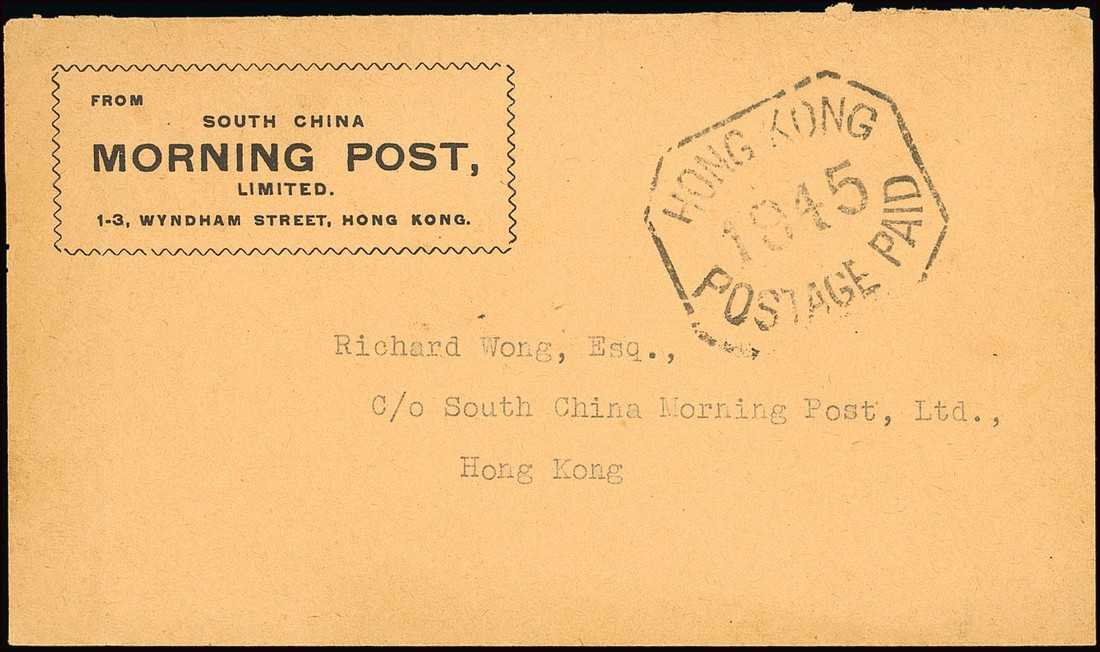 FROM
SOUTH CHINA
MORNING POST,
LIMITED.
1-3, WYNDHAM STREET, HONG KONG.
HONG KONG
1945
POSTAGE PAID
Richard Wong, Esq.,
C/o South China Morning Post, Ltd.,
Hong Kong